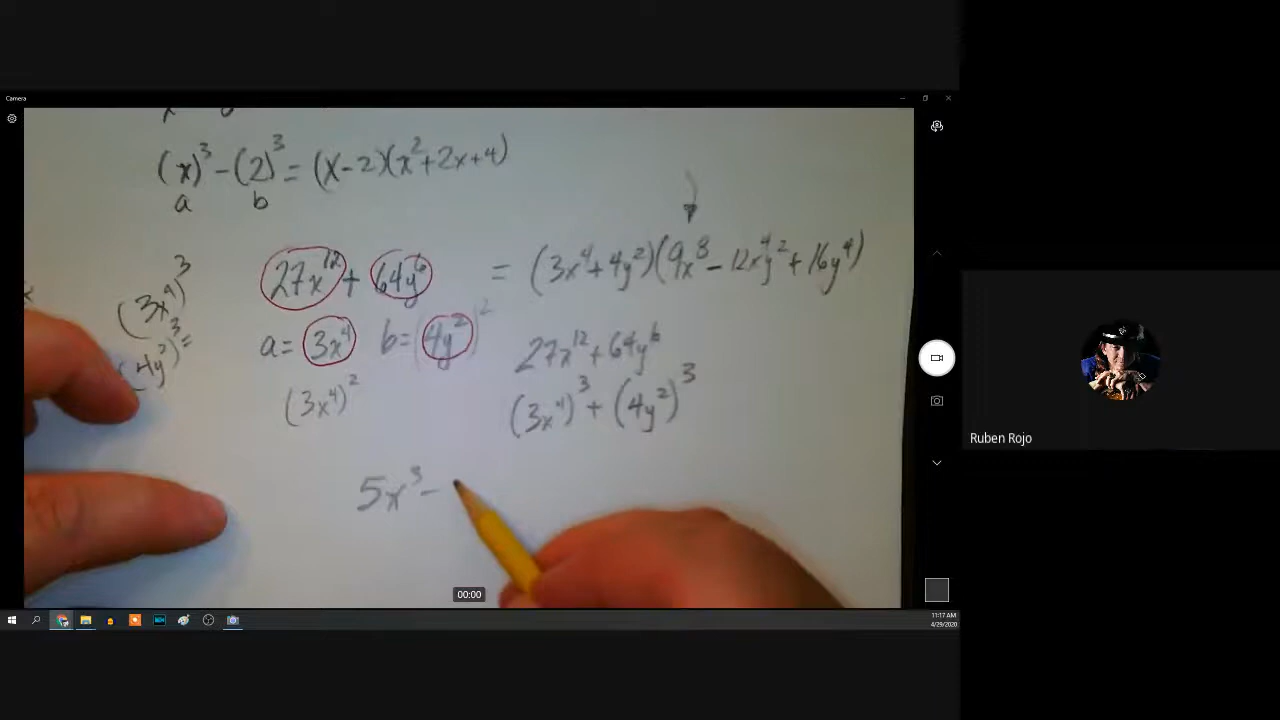 Camera
(x)³ - (2)³ = (x-2)(x²+2x+4)
a b
27x¹² + 64y⁶ = (3x⁴+4y²)(9x⁸ - 12x⁴y² + 16y⁴)
(3x⁴)³
(4y²)³=
a= 3x⁴ b= (4y²)²
(3x⁴)²
27x¹² + 64y⁶
(3x⁴)³ + (4y²)³
5x³ -
00:00
Ruben Rojo
11:17 AM
4/29/2020